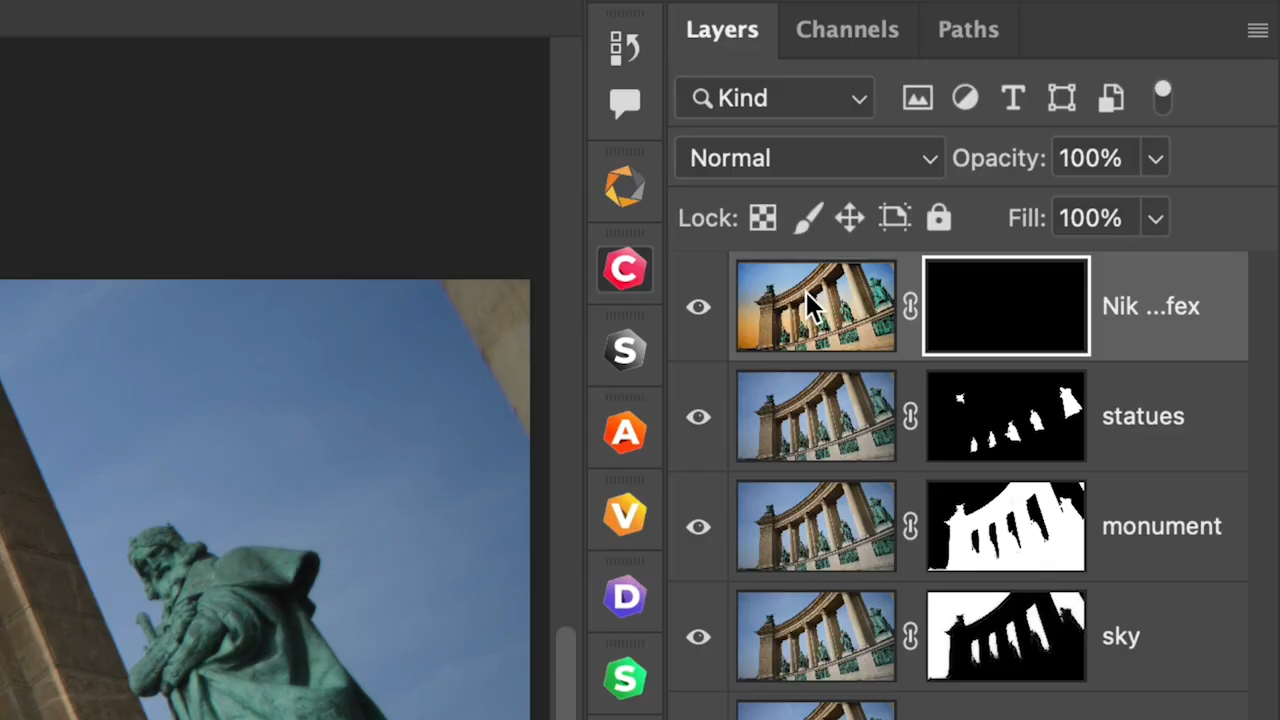 Layers Channels Paths
Kind
Normal Opacity: 100%
Lock: Fill: 100%
C
Nik ...fex
S
statues
A
V
monument
D
sky
S